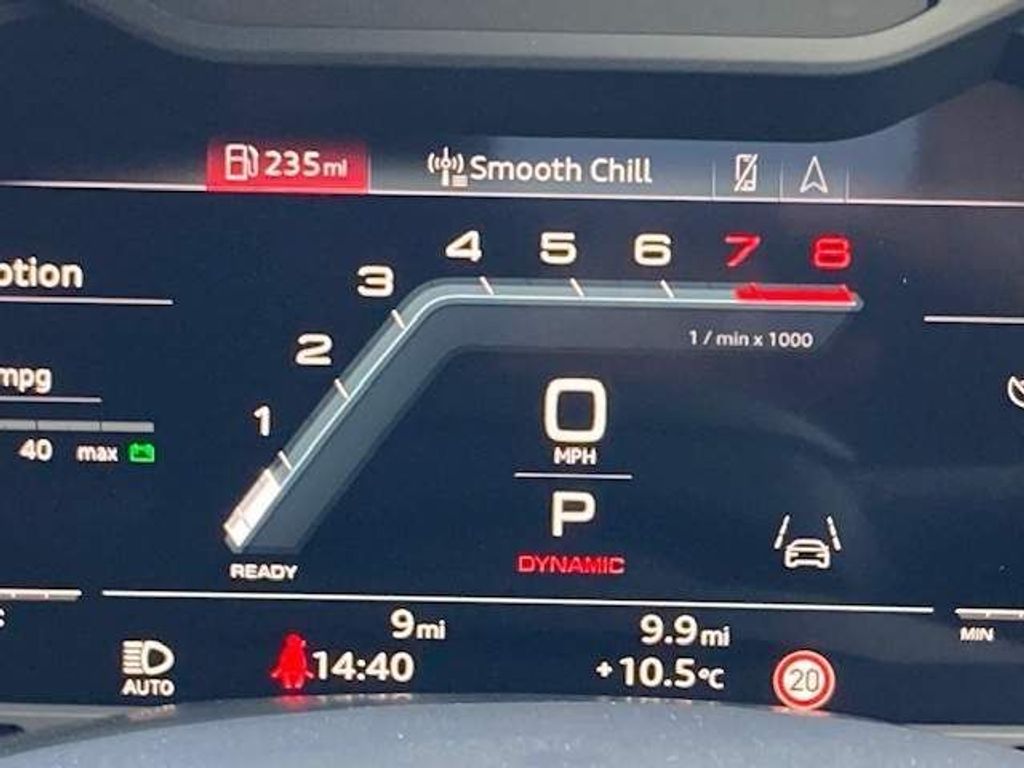 235mi
Smooth Chill
4 5 6 7 8
3
2
1
1 / min x 1000
mpg
40 max
0
MPH
P
DYNAMIC
READY
9mi
9.9mi
MIN
AUTO
14:40
+10.5°C
20